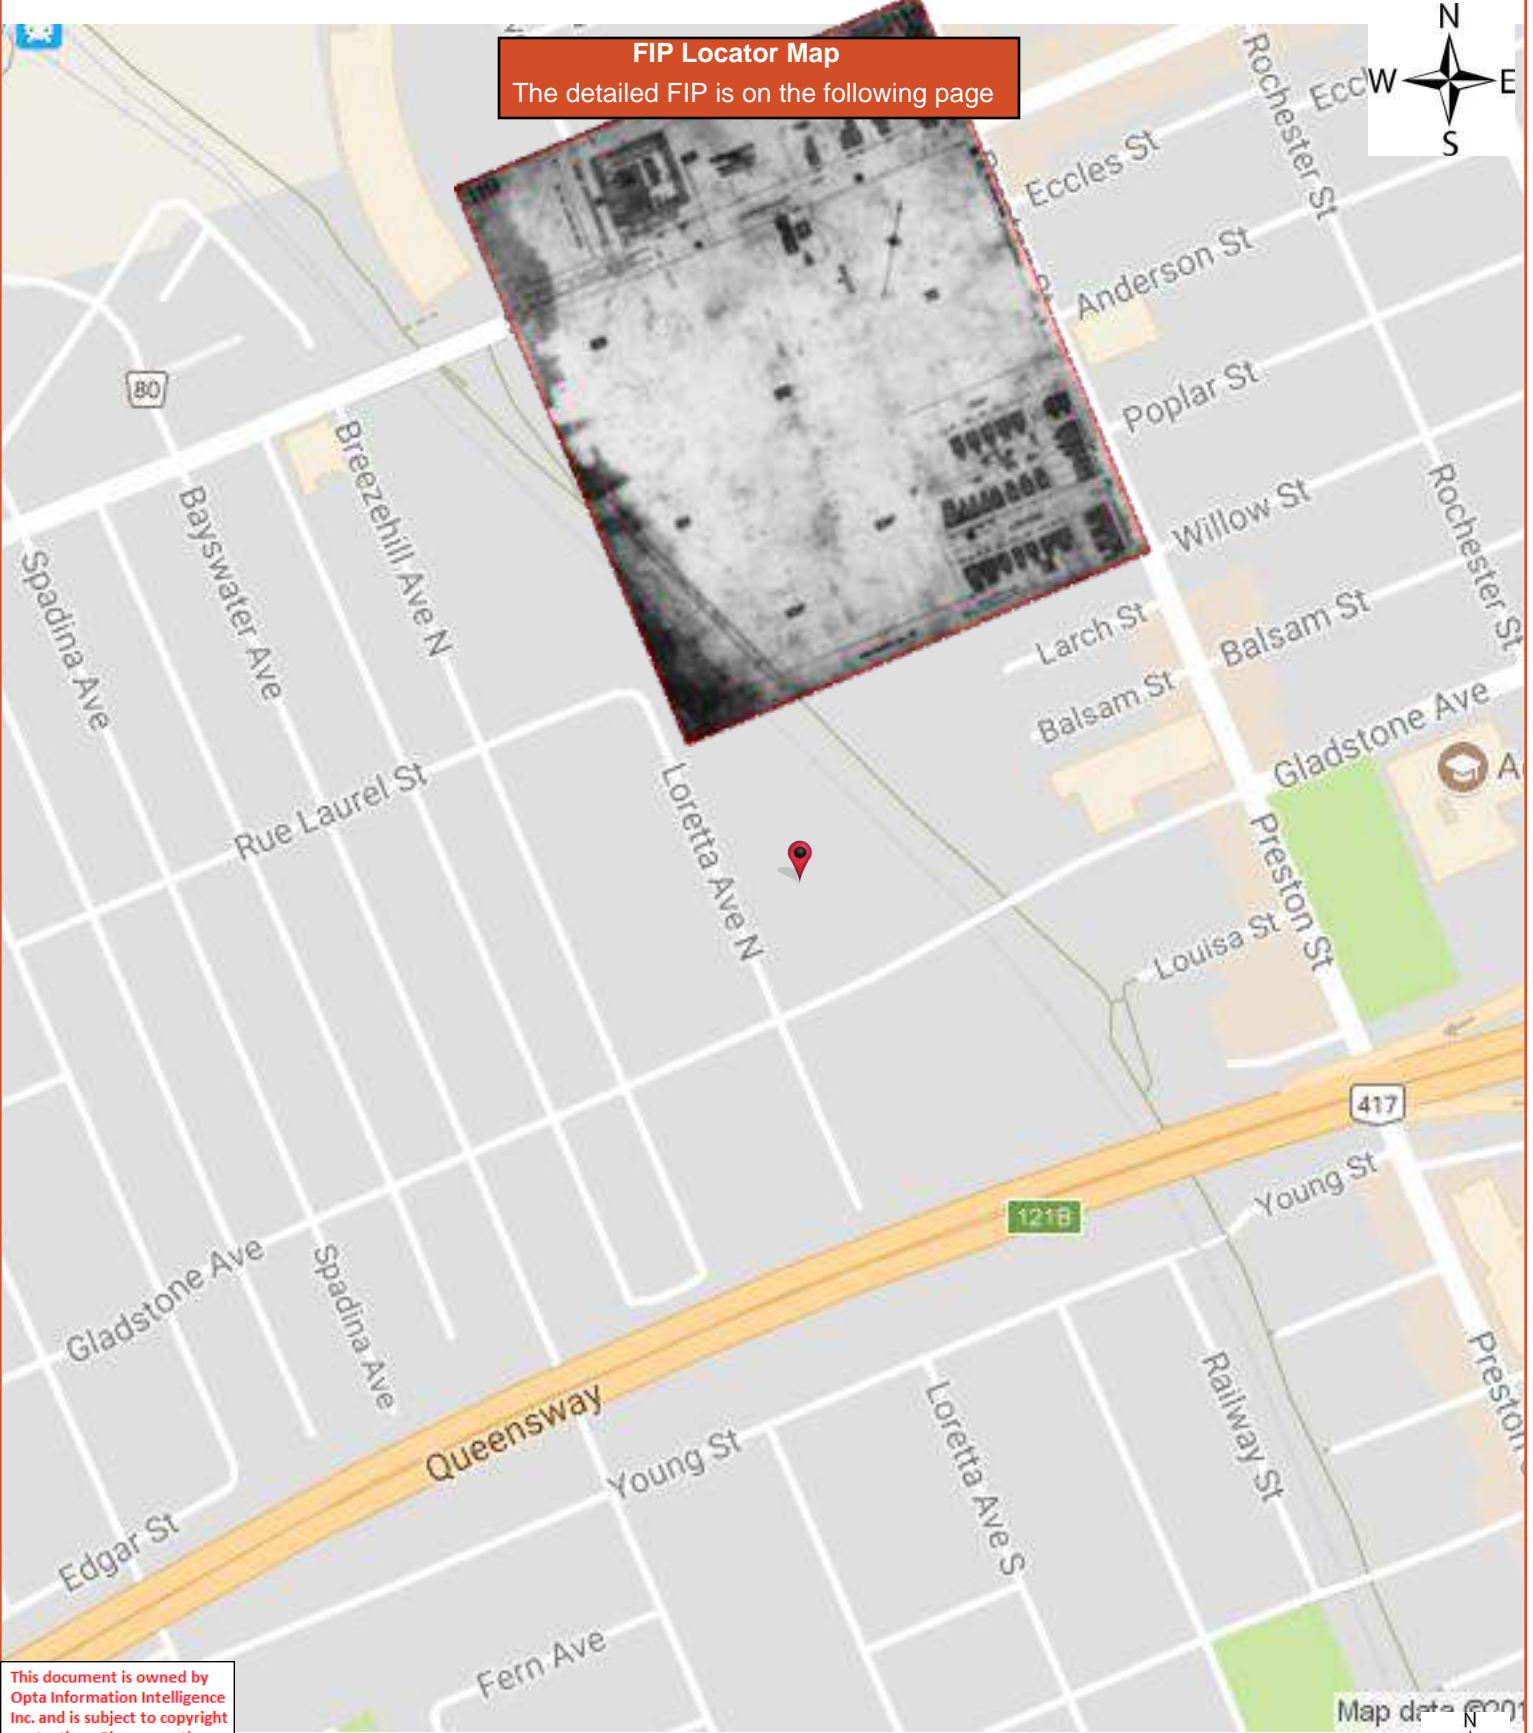 N
FIP Locator Map
The detailed FIP is on the following page
W
E
S
Rochester St
Eccles St
Anderson St
80
Poplar St
Breezehill Ave N
Willow St
Rochester St
Bayswater Ave
Spadina Ave
Larch St
Balsam St
Balsam St
Gladstone Ave
Rue Laurel St
Loretta Ave N
Preston St
Louisa St
417
Young St
121B
Gladstone Ave
Spadina Ave
Preston
Railway St
Queensway
Loretta Ave S
Young St
Edgar St
Fern Ave
This document is owned by
Opta Information Intelligence
Inc. and is subject to copyright
Map data ©201
N